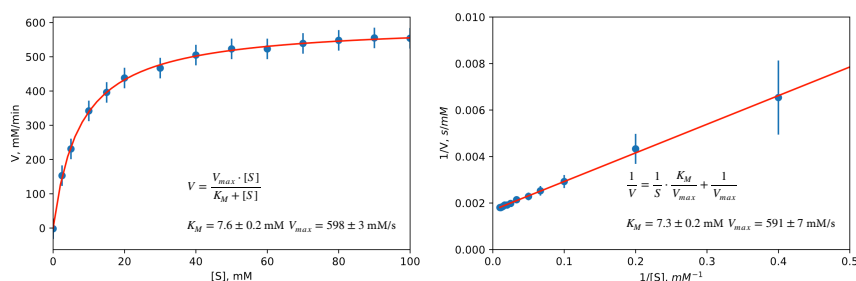 600
500
400
300
200
100
0
V, mM/min
V = V_max · [S] / K_M + [S]
K_M = 7.6 ± 0.2 mM V_max = 598 ± 3 mM/s
0 20 40 60 80 100
[S], mM
0.010
0.008
0.006
0.004
0.002
0.000
1/V, s/mM
1/V = 1/S · K_M/V_max + 1/V_max
K_M = 7.3 ± 0.2 mM V_max = 591 ± 7 mM/s
0.0 0.1 0.2 0.3 0.4 0.5
1/[S], mM⁻¹